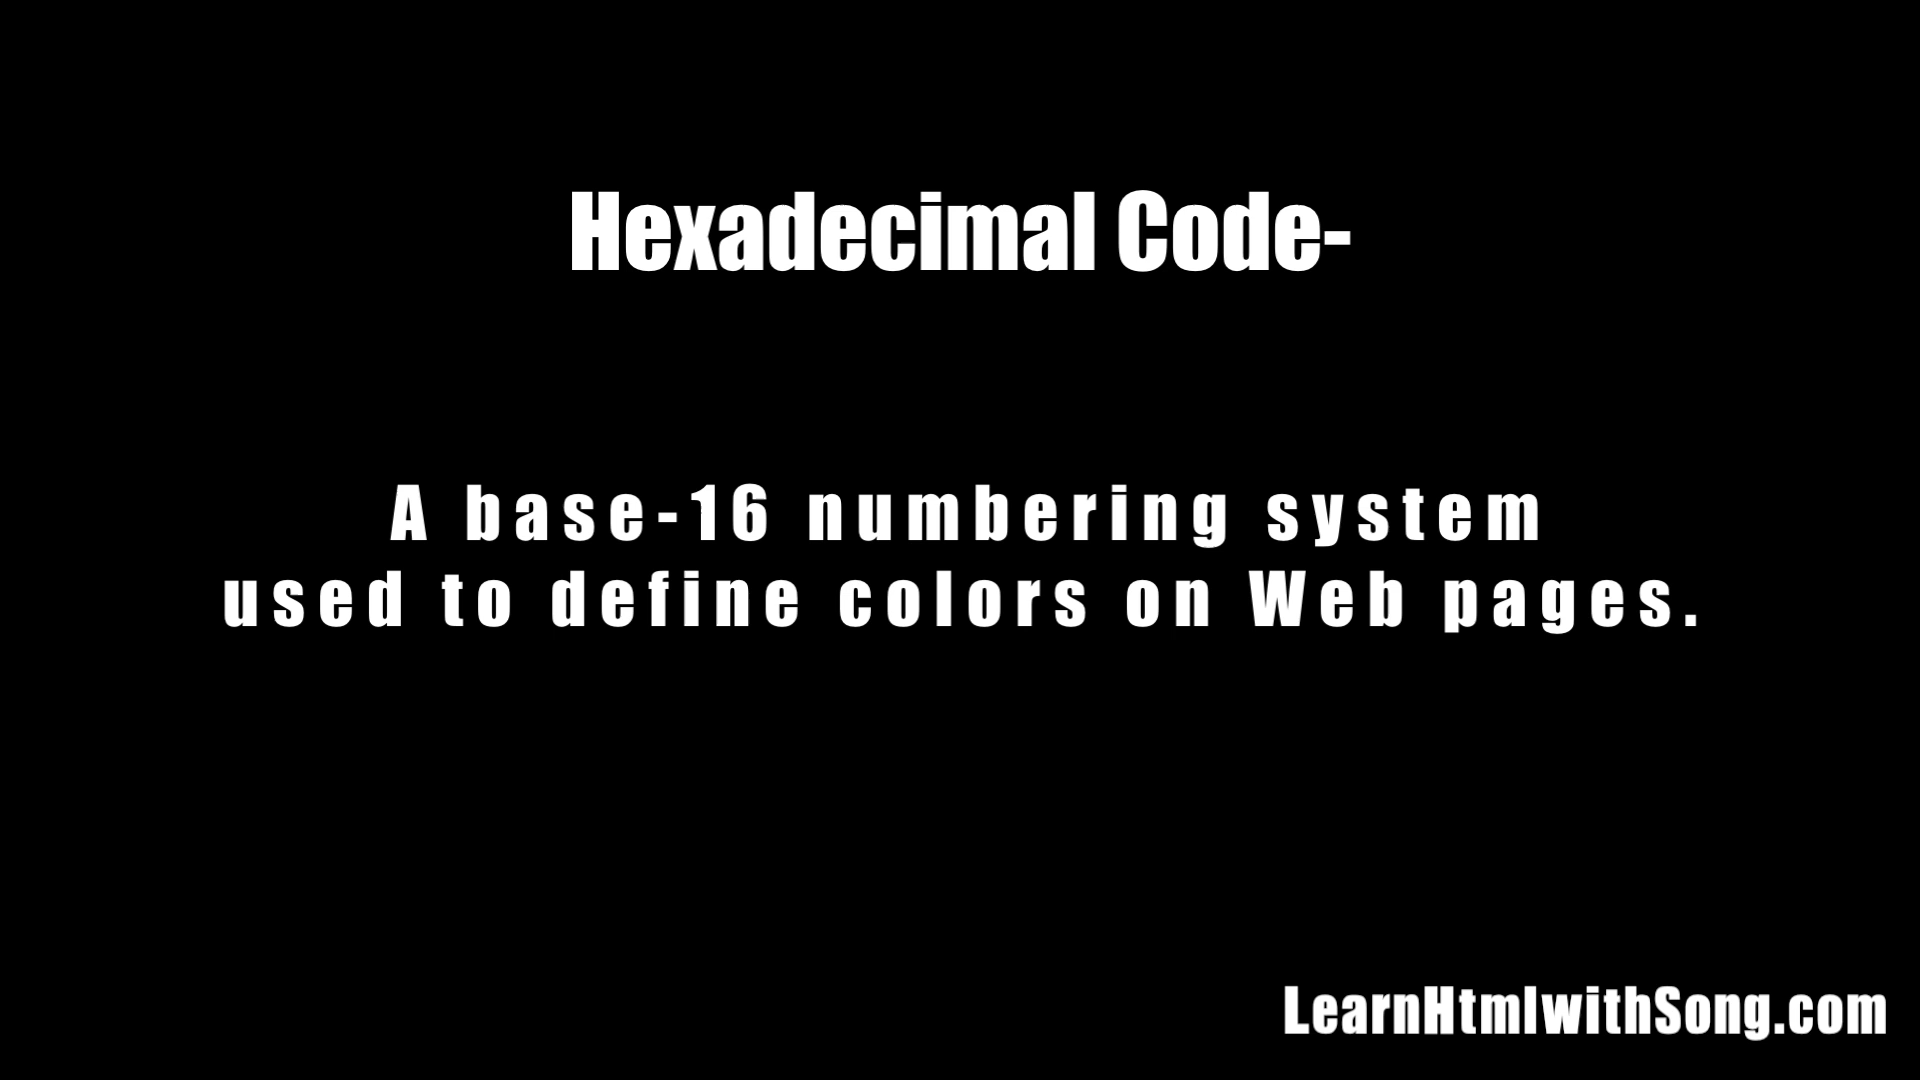 Hexadecimal Code-
A base-16 numbering system
used to define colors on Web pages.
LearnHtmlwithSong.com